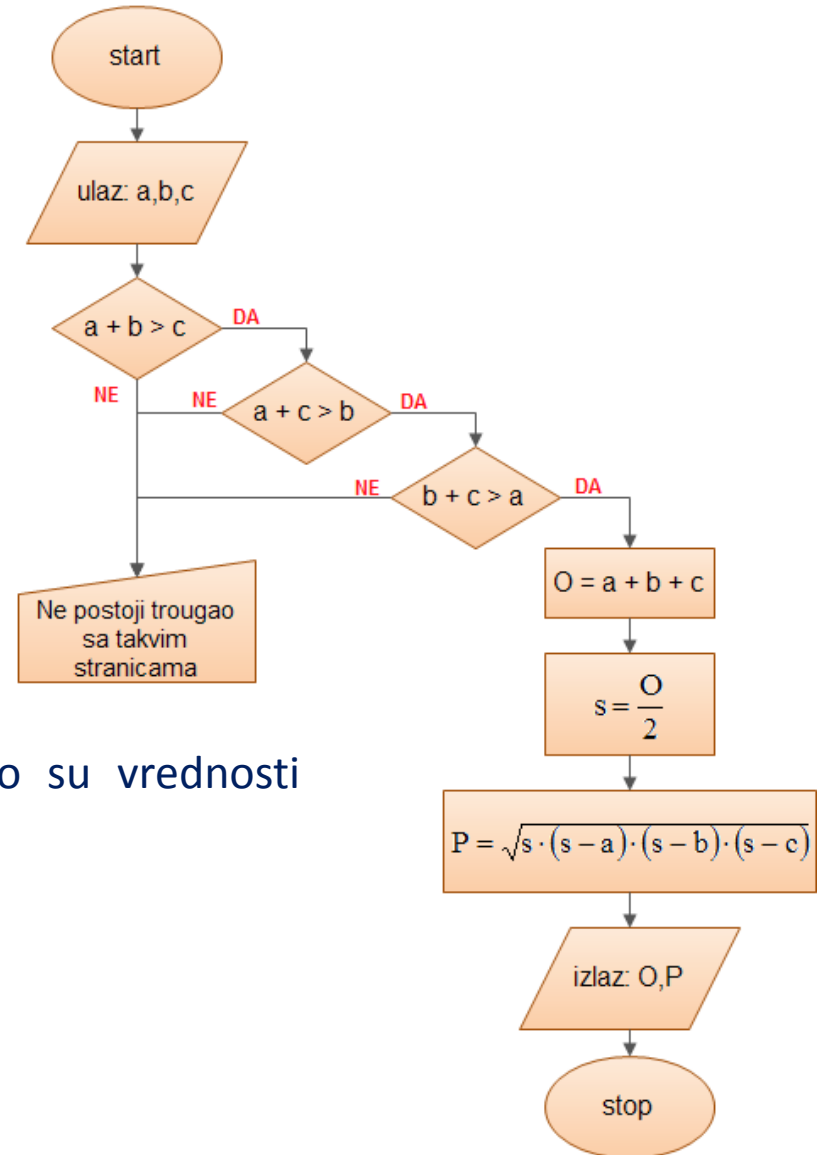 start
ulaz: a,b,c
a + b > c
DA
NE
NE
a + c > b
DA
NE
b + c > a
DA
O = a + b + c
Ne postoji trougao
sa takvim
stranicama
s = O/2
o su vrednosti
P = √s·(s – a)·(s – b)·(s – c)
izlaz: O,P
stop